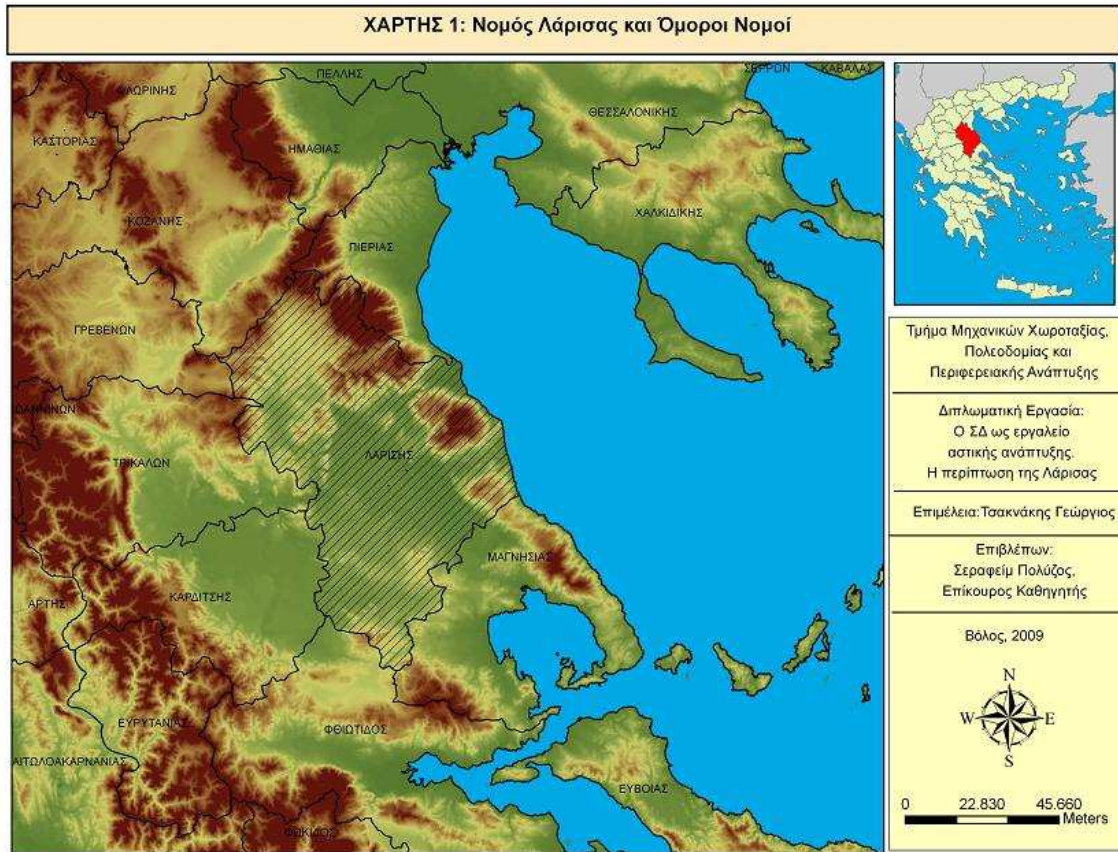 ΧΑΡΤΗΣ 1: Νομός Λάρισας και Όμοροι Νομοί
ΠΕΛΛΗΣ
ΣΕΡΡΩΝ
ΚΑΒΑΛΑΣ
ΦΛΩΡΙΝΗΣ
ΘΕΣΣΑΛΟΝΙΚΗΣ
ΚΑΣΤΟΡΙΑΣ
ΗΜΑΘΙΑΣ
ΚΟΖΑΝΗΣ
ΧΑΛΚΙΔΙΚΗΣ
ΠΙΕΡΙΑΣ
ΓΡΕΒΕΝΩΝ
ΙΩΑΝΝΙΝΩΝ
ΤΡΙΚΑΛΩΝ
ΛΑΡΙΣΗΣ
ΜΑΓΝΗΣΙΑΣ
ΚΑΡΔΙΤΣΗΣ
ΑΡΤΗΣ
ΕΥΡΥΤΑΝΙΑΣ
ΦΘΙΩΤΙΔΟΣ
ΑΙΤΩΛΟΑΚΑΡΝΑΝΙΑΣ
ΕΥΒΟΙΑΣ
ΦΩΚΙΔΟΣ
Τμήμα Μηχανικών Χωροταξίας,
Πολεοδομίας και
Περιφερειακής Ανάπτυξης
Διπλωματική Εργασία:
Ο ΣΔ ως εργαλείο
αστικής ανάπτυξης.
Η περίπτωση της Λάρισας
Επιμέλεια:Τσακνάκης Γεώργιος
Επιβλέπων:
Σεραφείμ Πολύζος,
Επίκουρος Καθηγητής
Βόλος, 2009
N
W E
S
0 22.830 45.660
Meters